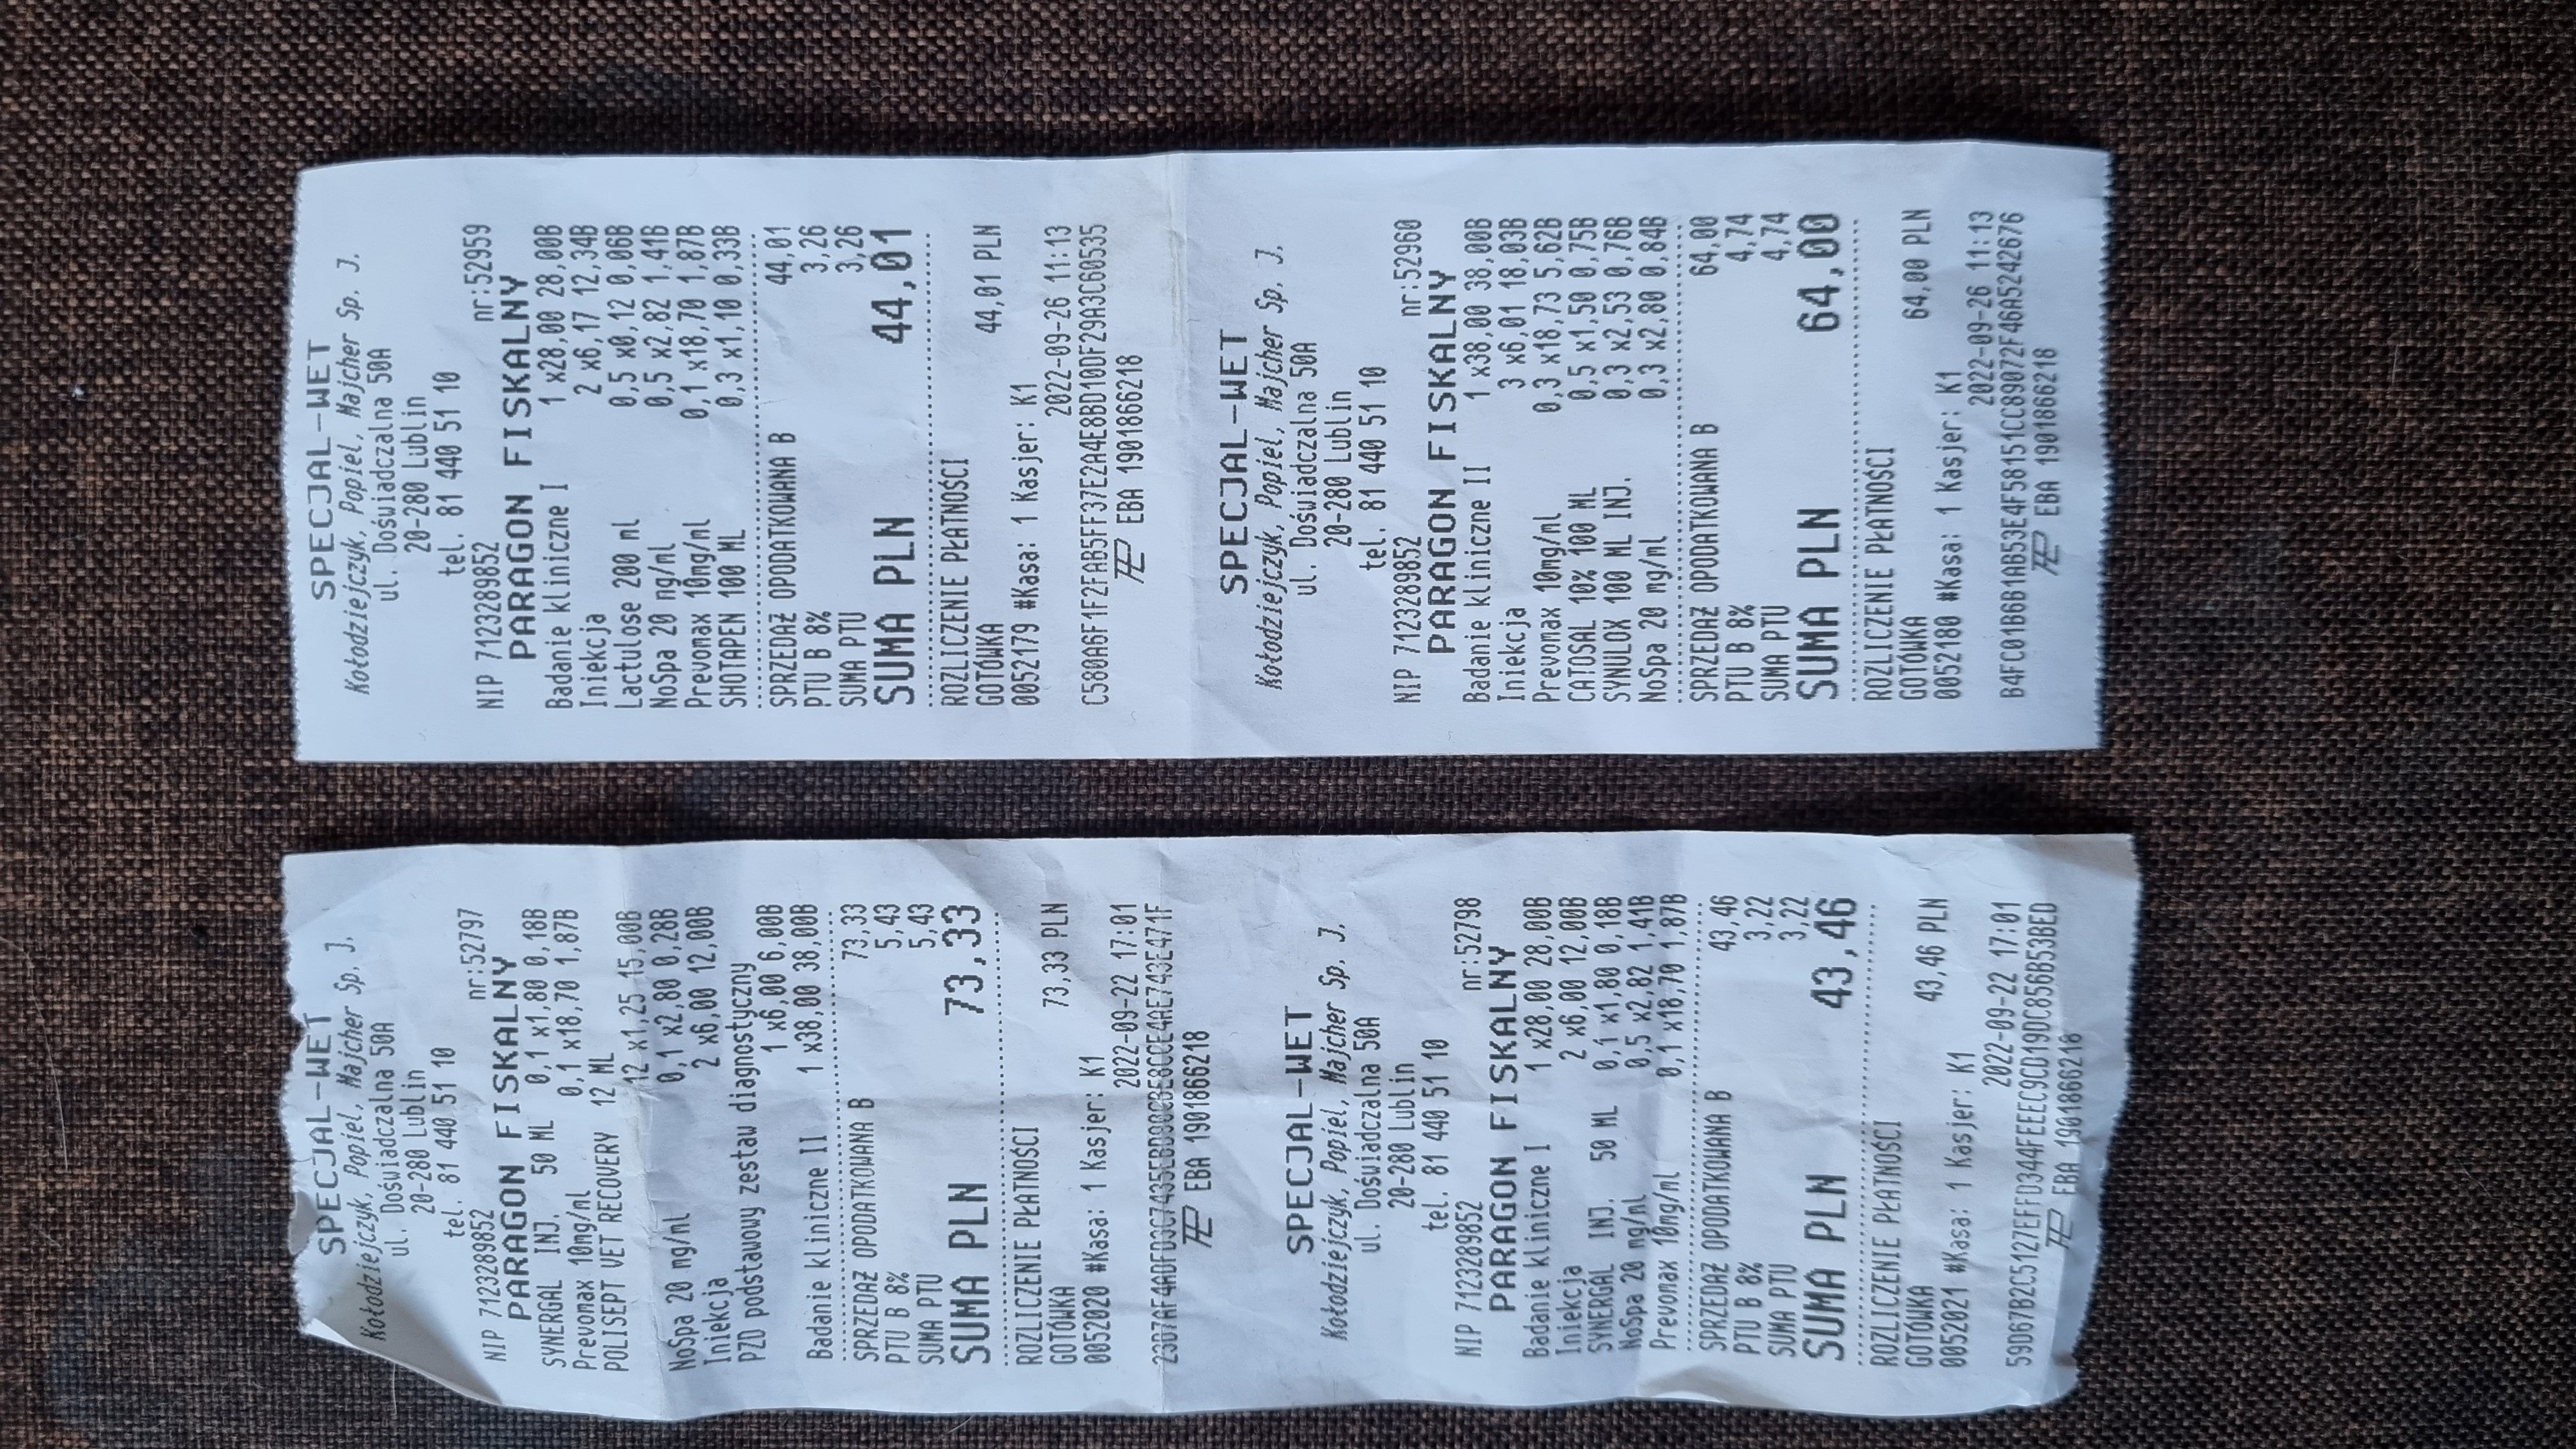 SPECJAL-WET
Kołodziejczyk, Popiel, Majcher Sp. J.
ul. Doświadczalna 50A
20-280 Lublin
tel. 81 440 51 10
NIP 7123289852 nr:52959
PARAGON FISKALNY
Badanie kliniczne I 1 x28,00 28,00B
Iniekcja 2 x6,17 12,34B
Lactulose 200 ml 0,5 x0,12 0,06B
NoSpa 20 mg/ml 0,5 x2,82 1,41B
Prevomax 10mg/ml 0,1 x18,70 1,87B
SHOTAPEN 100 ML 0,3 x1,10 0,33B
SPRZEDAŻ OPODATKOWANA B 44,01
PTU B 8% 3,26
SUMA PTU 3,26
SUMA PLN 44,01
ROZLICZENIE PŁATNOŚCI
GOTÓWKA 44,01 PLN
0052179 #Kasa: 1 Kasjer: K1
2022-09-26 11:13
C580A6F1F2FAB5FF37E2A4E8BD10DF29A3C60535
EBA 1901866218
SPECJAL-WET
Kołodziejczyk, Popiel, Majcher Sp. J.
ul. Doświadczalna 50A
20-280 Lublin
tel. 81 440 51 10
NIP 7123289852 nr:52960
PARAGON FISKALNY
Badanie kliniczne II 1 x38,00 38,00B
Iniekcja 3 x6,01 18,03B
Prevomax 10mg/ml 0,3 x18,73 5,62B
CATOSAL 10% 100 ML 0,5 x1,50 0,75B
SYNULOX 100 ML INJ. 0,3 x2,53 0,76B
NoSpa 20 mg/ml 0,3 x2,80 0,84B
SPRZEDAŻ OPODATKOWANA B 64,00
PTU B 8% 4,74
SUMA PTU 4,74
SUMA PLN 64,00
ROZLICZENIE PŁATNOŚCI
GOTÓWKA 64,00 PLN
0052180 #Kasa: 1 Kasjer: K1
2022-09-26 11:13
B4FC01B6B1AB53E4F58151CC89072F46A5242676
EBA 1901866218
SPECJAL-WET
Kołodziejczyk, Popiel, Majcher Sp. J.
ul. Doświadczalna 50A
20-280 Lublin
tel. 81 440 51 10
NIP 7123289852 nr:52797
PARAGON FISKALNY
SYNERGAL INJ. 50 ML 0,1 x1,80 0,18B
Prevomax 10mg/ml 0,1 x18,70 1,87B
POLISEPT VET RECOVERY 12 ML
12 x1,25 15,00B
NoSpa 20 mg/ml 0,1 x2,80 0,28B
Iniekcja 2 x6,00 12,00B
PZD podstawowy zestaw diagnostyczny
1 x6,00 6,00B
Badanie kliniczne II 1 x38,00 38,00B
SPRZEDAŻ OPODATKOWANA B 73,33
PTU B 8% 5,43
SUMA PTU 5,43
SUMA PLN 73,33
ROZLICZENIE PŁATNOŚCI
GOTÓWKA 73,33 PLN
0052020 #Kasa: 1 Kasjer: K1
2022-09-22 17:01
EBA 1901866218
SPECJAL-WET
Kołodziejczyk, Popiel, Majcher Sp. J.
ul. Doświadczalna 50A
20-280 Lublin
tel. 81 440 51 10
NIP 7123289852 nr:52798
PARAGON FISKALNY
Badanie kliniczne I 1 x28,00 28,00B
Iniekcja 2 x6,00 12,00B
SYNERGAL INJ. 50 ML 0,1 x1,80 0,18B
NoSpa 20 mg/ml 0,5 x2,82 1,41B
Prevomax 10mg/ml 0,1 x18,70 1,87B
SPRZEDAŻ OPODATKOWANA B 43,46
PTU B 8% 3,22
SUMA PTU 3,22
SUMA PLN 43,46
ROZLICZENIE PŁATNOŚCI
GOTÓWKA 43,46 PLN
0052021 #Kasa: 1 Kasjer: K1
2022-09-22 17:01
59D67B2C5127EFFD344FEEEC9CD19DC856B53BED
EBA 1901866218